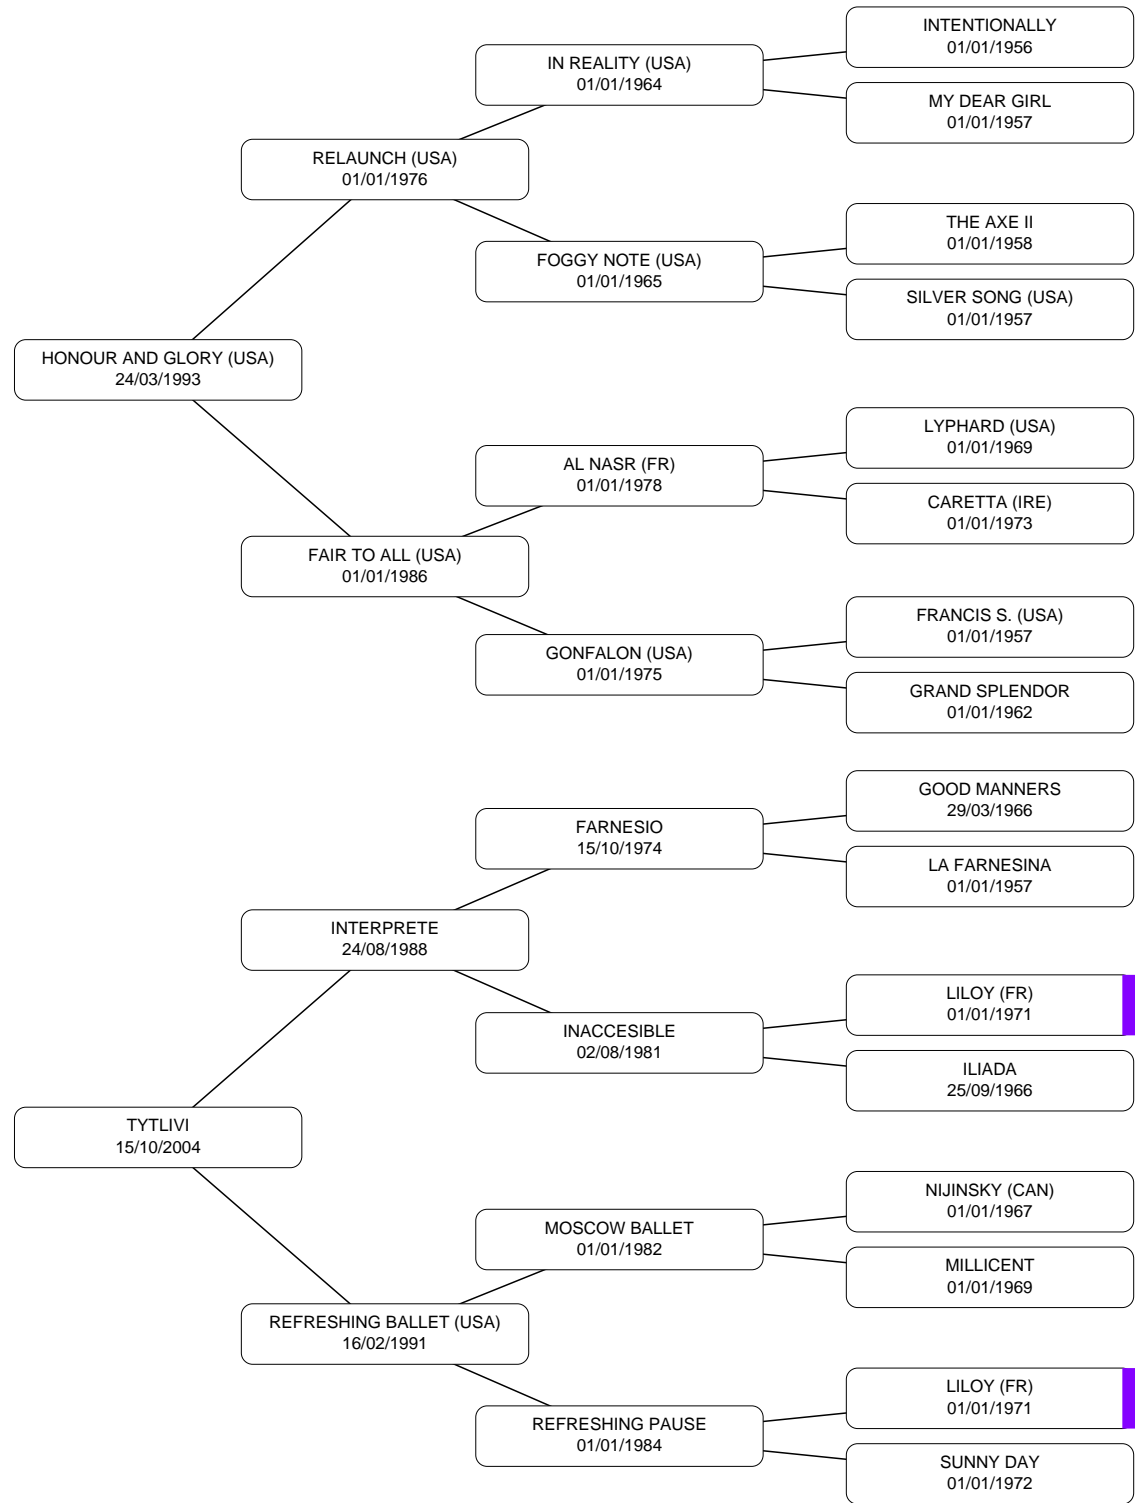 INTENTIONALLY
01/01/1956
IN REALITY (USA)
01/01/1964
MY DEAR GIRL
01/01/1957
RELAUNCH (USA)
01/01/1976
THE AXE II
01/01/1958
FOGGY NOTE (USA)
01/01/1965
SILVER SONG (USA)
01/01/1957
HONOUR AND GLORY (USA)
24/03/1993
LYPHARD (USA)
01/01/1969
AL NASR (FR)
01/01/1978
CARETTA (IRE)
01/01/1973
FAIR TO ALL (USA)
01/01/1986
FRANCIS S. (USA)
01/01/1957
GONFALON (USA)
01/01/1975
GRAND SPLENDOR
01/01/1962
GOOD MANNERS
29/03/1966
FARNESIO
15/10/1974
LA FARNESINA
01/01/1957
INTERPRETE
24/08/1988
LILOY (FR)
01/01/1971
INACCESIBLE
02/08/1981
ILIADA
25/09/1966
TYTLIVI
15/10/2004
NIJINSKY (CAN)
01/01/1967
MOSCOW BALLET
01/01/1982
MILLICENT
01/01/1969
REFRESHING BALLET (USA)
16/02/1991
LILOY (FR)
01/01/1971
REFRESHING PAUSE
01/01/1984
SUNNY DAY
01/01/1972